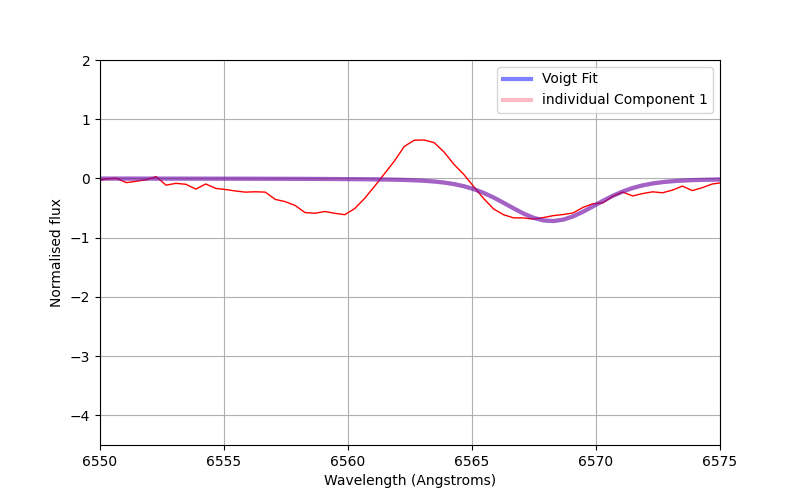 Voigt Fit
individual Component 1
2
1
0
−1
−2
−3
−4
Normalised flux
6550 6555 6560 6565 6570 6575
Wavelength (Angstroms)